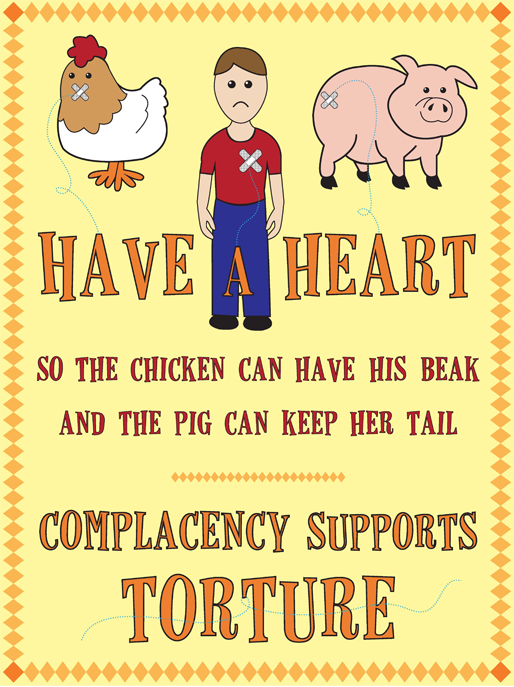 HAVE A HEART
SO THE CHICKEN CAN HAVE HIS BEAK
AND THE PIG CAN KEEP HER TAIL
COMPLACENCY SUPPORTS
TORTURE